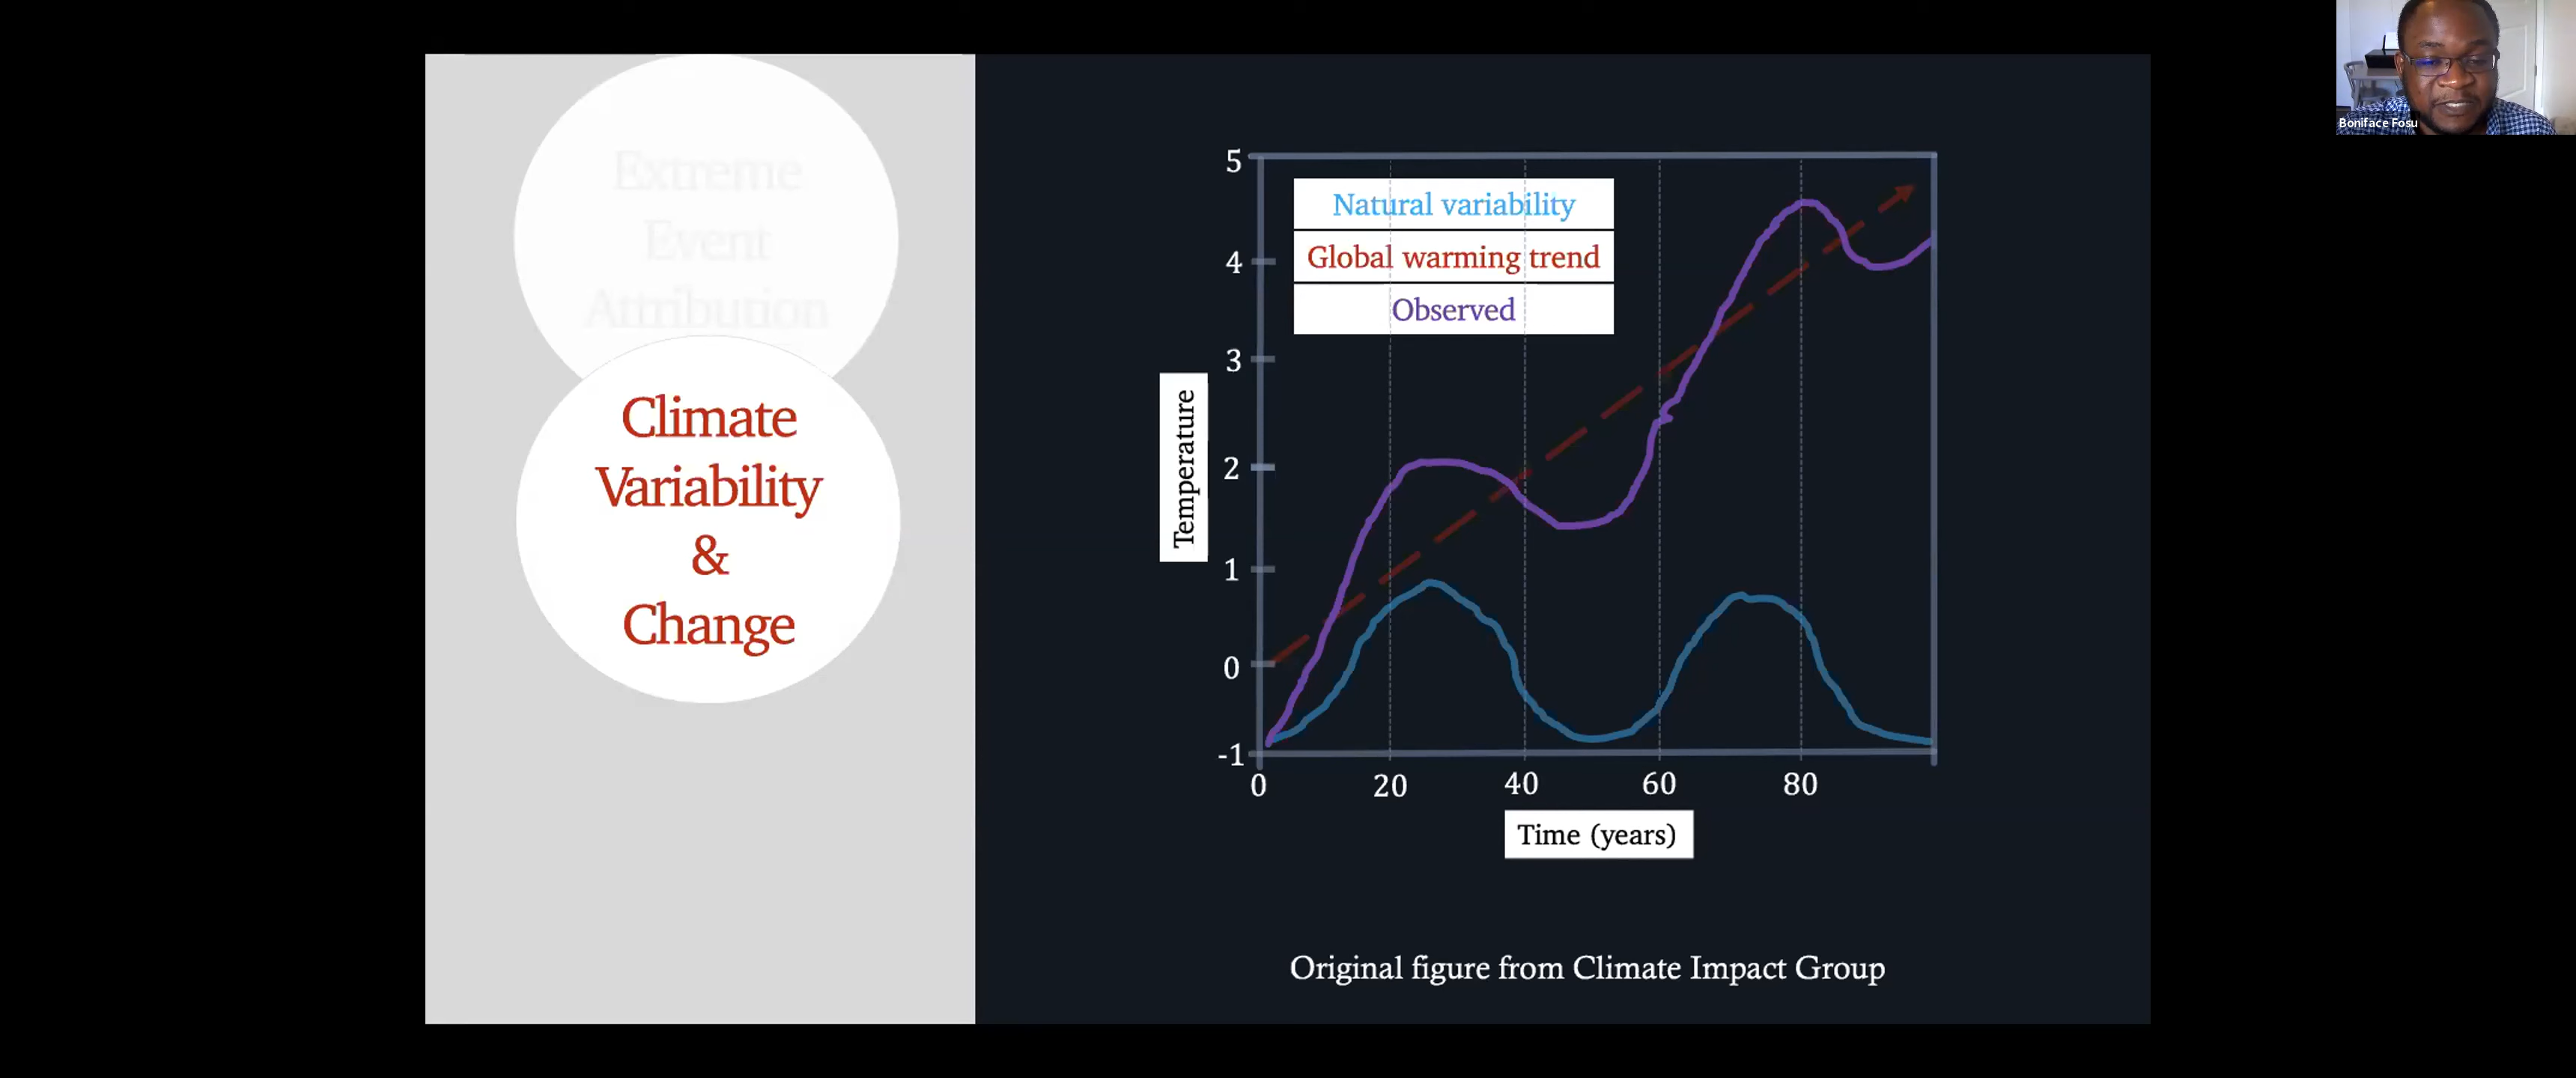 Extreme
Event
Attribution
Climate
Variability
&
Change
5
4
3
2
1
0
-1
Temperature
Natural variability
Global warming trend
Observed
0
20
40
60
80
Time (years)
Original figure from Climate Impact Group
Boniface Fosu